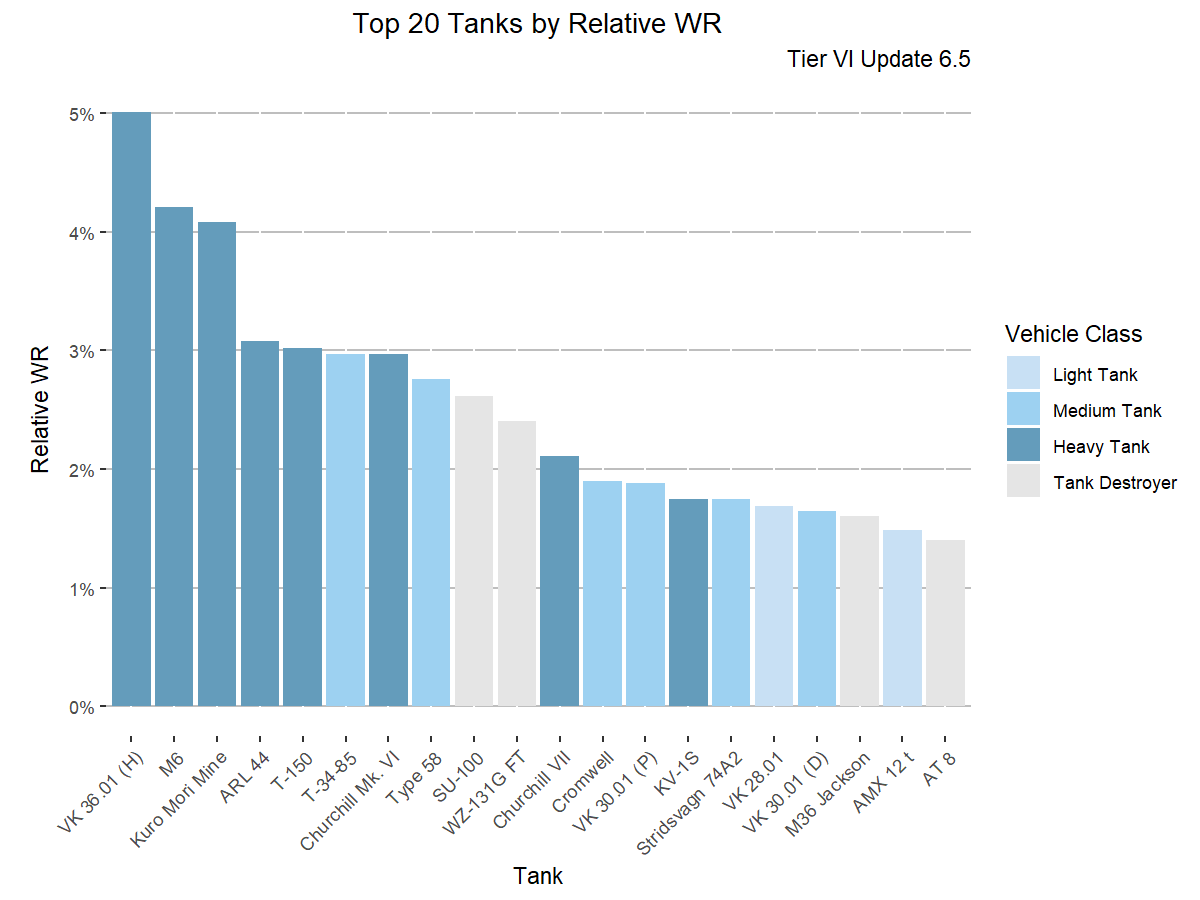 Top 20 Tanks by Relative WR
Tier VI Update 6.5
Relative WR
5%
4%
3%
2%
1%
0%
VK 36.01 (H)
M6
Kuro Mori Mine
ARL 44
T-150
T-34-85
Churchill Mk. VI
Type 58
SU-100
WZ-131G FT
Churchill VII
Cromwell
VK 30.01 (P)
KV-1S
Stridsvagn 74A2
VK 28.01
VK 30.01 (D)
M36 Jackson
AMX 12 t
AT 8
Tank
Vehicle Class
Light Tank
Medium Tank
Heavy Tank
Tank Destroyer